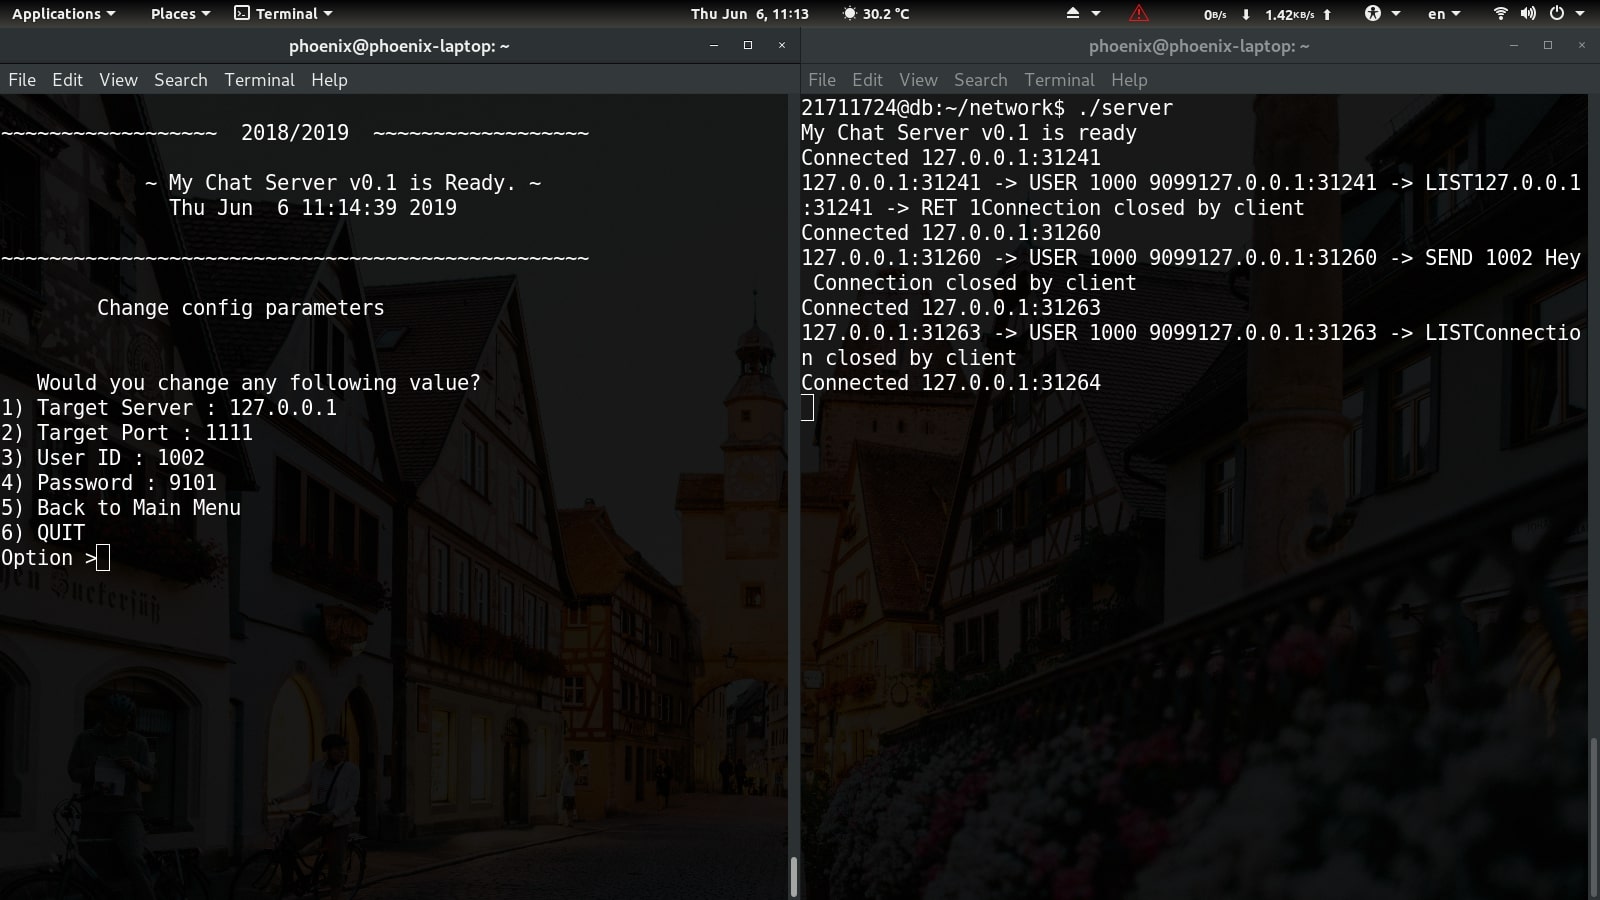 Applications Places Terminal Thu Jun 6, 11:13 30.2 °C 0B/s 1.42KB/s en
phoenix@phoenix-laptop: ~
File Edit View Search Terminal Help
~~~~~~~~~~~~~~~~~~ 2018/2019 ~~~~~~~~~~~~~~~~~~
~ My Chat Server v0.1 is Ready. ~
Thu Jun 6 11:14:39 2019
~~~~~~~~~~~~~~~~~~~~~~~~~~~~~~~~~~~~~~~~~~~~~~~~~
Change config parameters
Would you change any following value?
1) Target Server : 127.0.0.1
2) Target Port : 1111
3) User ID : 1002
4) Password : 9101
5) Back to Main Menu
6) QUIT
Option >
phoenix@phoenix-laptop: ~
File Edit View Search Terminal Help
21711724@db:~/network$ ./server
My Chat Server v0.1 is ready
Connected 127.0.0.1:31241
127.0.0.1:31241 -> USER 1000 9099127.0.0.1:31241 -> LIST127.0.0.1
:31241 -> RET 1Connection closed by client
Connected 127.0.0.1:31260
127.0.0.1:31260 -> USER 1000 9099127.0.0.1:31260 -> SEND 1002 Hey
Connection closed by client
Connected 127.0.0.1:31263
127.0.0.1:31263 -> USER 1000 9099127.0.0.1:31263 -> LISTConnectio
n closed by client
Connected 127.0.0.1:31264